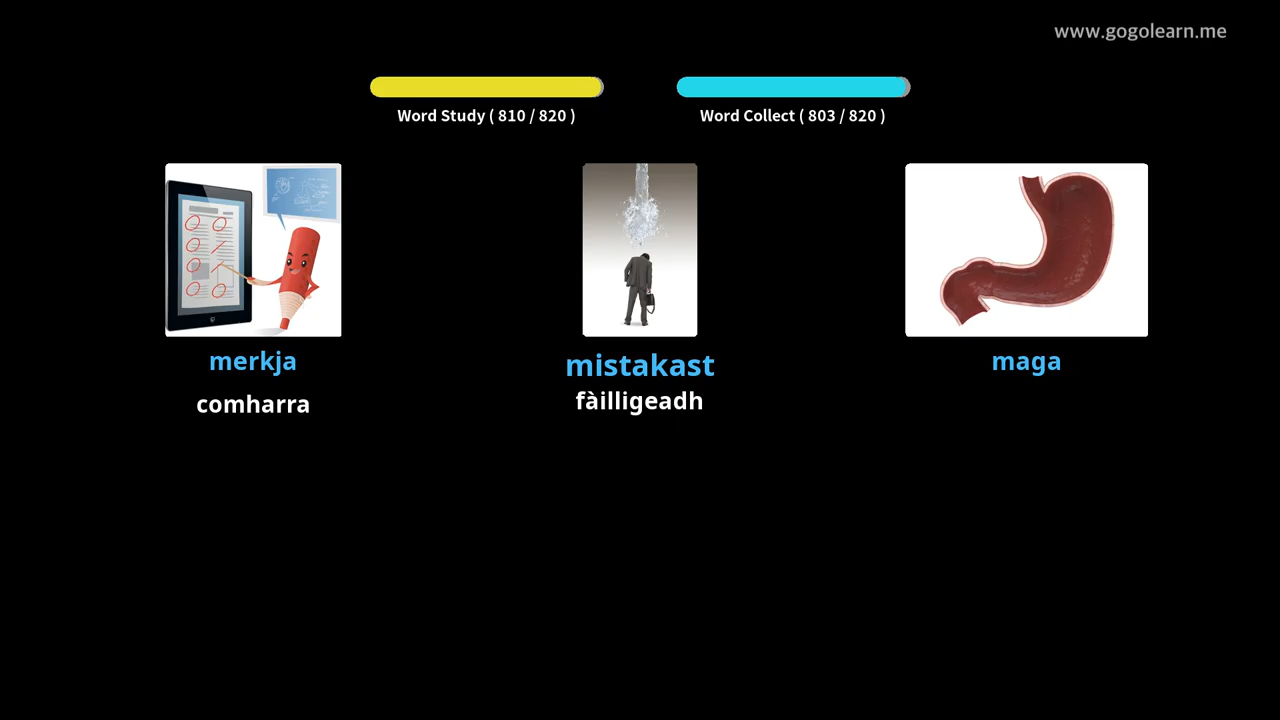 www.gogolearn.me
Word Study ( 810 / 820 )
Word Collect ( 803 / 820 )
merkja
mistakast
maga
comharra
fàilligeadh